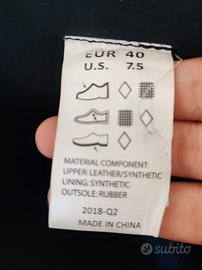 EUR 40
U.S. 7.5
MATERIAL COMPONENT:
UPPER: LEATHER/SYNTHETIC
LINING: SYNTHETIC
OUTSOLE: RUBBER
2018-Q2
MADE IN CHINA
subito